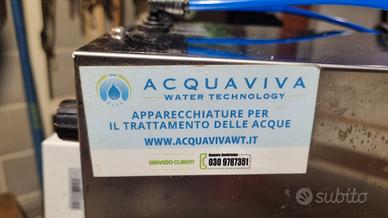 ACQUAVIVA
WATER TECHNOLOGY
APPARECCHIATURE PER
IL TRATTAMENTO DELLE ACQUE
WWW.ACQUAVIVAWT.IT
SERVIZIO CLIENTI
030 9787351
subito